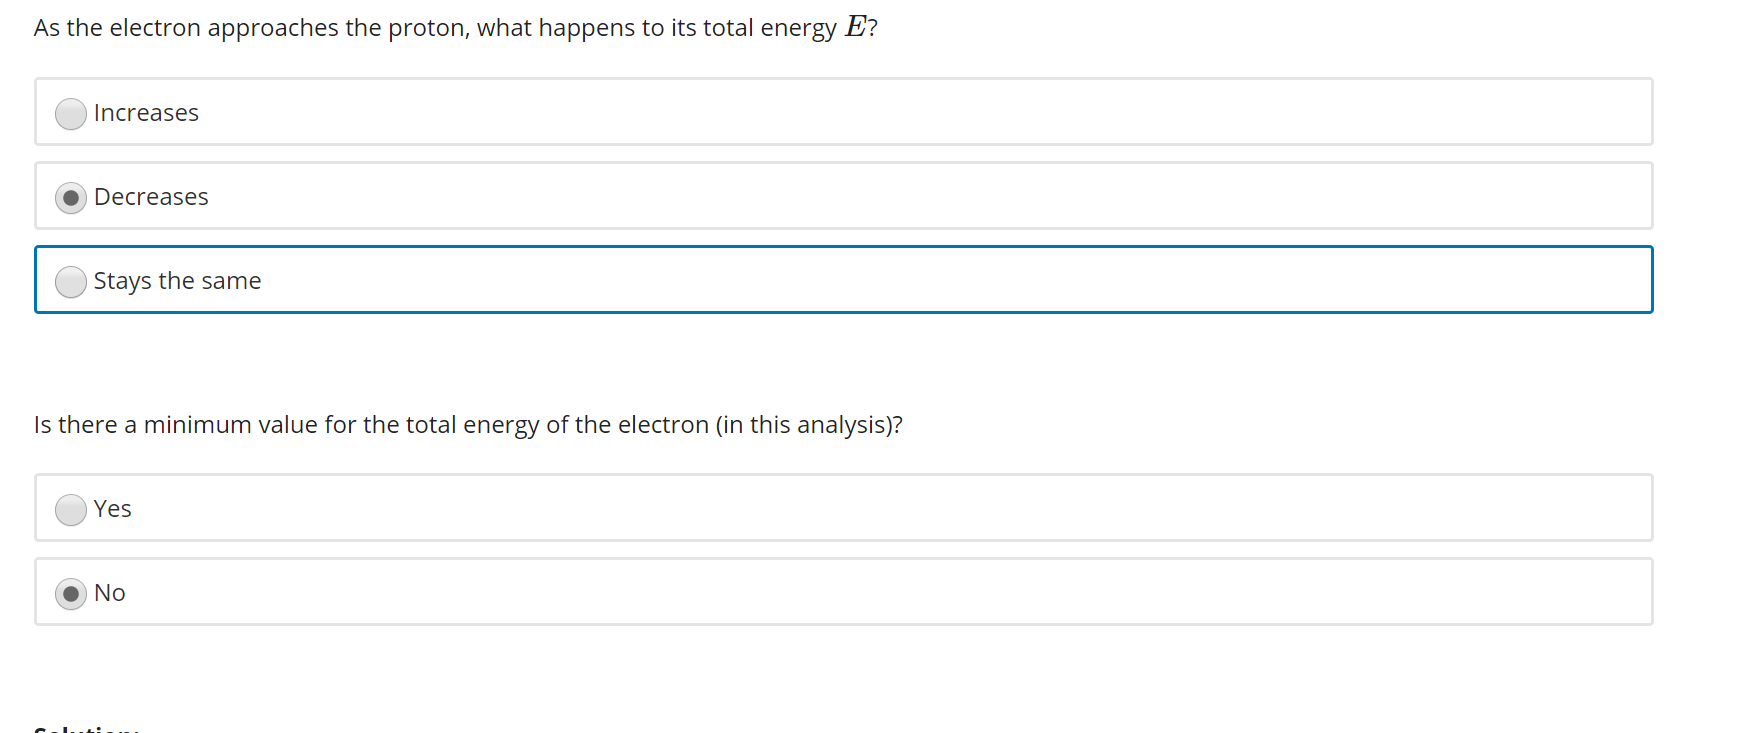 As the electron approaches the proton, what happens to its total energy E?
Increases
Decreases
Stays the same
Is there a minimum value for the total energy of the electron (in this analysis)?
Yes
No
Solution: